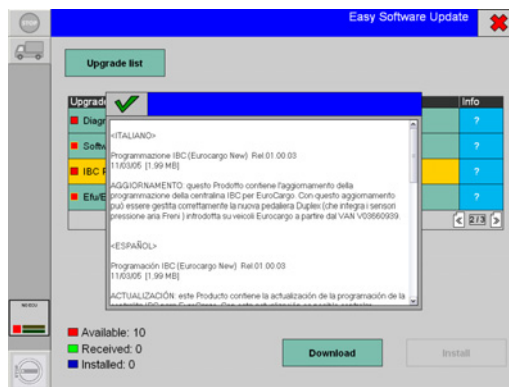 STOP
Easy Software Update
Upgrade list
Upgrade
Info
Diagn
?
Softw
?
IBC P
?
Efu/E
?
2 / 3
<ITALIANO>
Programmazione IBC (Eurocargo New) Rel.01.00.03
11/03/05 [1,99 MB]
AGGIORNAMENTO: questo Prodotto contiene l'aggiornamento della
programmazione della centralina IBC per EuroCargo. Con questo aggiornamento
può essere gestita correttamente la nuova pedaliera Duplex (che integra i sensori
pressione aria Freni ) introdotta su veicoli Eurocargo a partire dal VAN V03660939.
<ESPAÑOL>
Programación IBC (Eurocargo New) Rel.01.00.03
11/03/05 [1,99 MB]
ACTUALIZACIÓN: este Producto contiene la actualización de la programación de la
NO ECU
Available: 10
Received: 0
Installed: 0
Download
Install